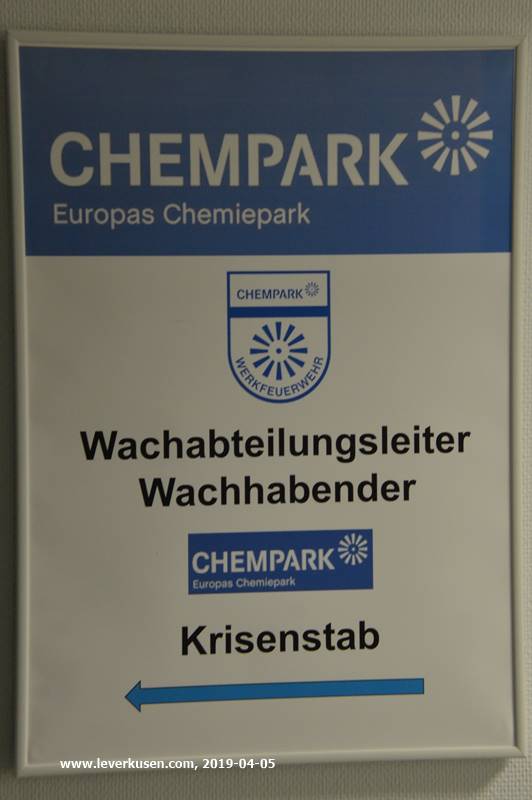 CHEMPARK
Europas Chemiepark
CHEMPARK
WERKFEUERWEHR
Wachabteilungsleiter
Wachhabender
CHEMPARK
Europas Chemiepark
Krisenstab
www.leverkusen.com, 2019-04-05